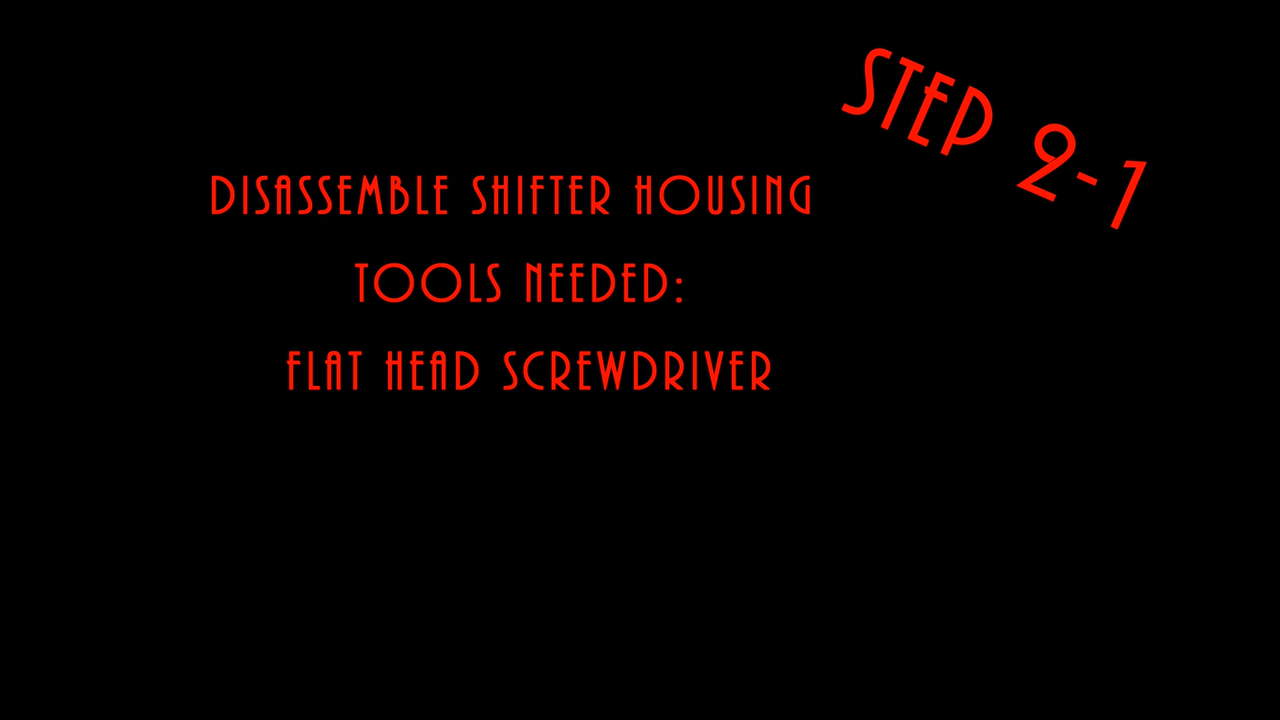 STEP 2-1
DISASSEMBLE SHIFTER HOUSING
TOOLS NEEDED:
FLAT HEAD SCREWDRIVER